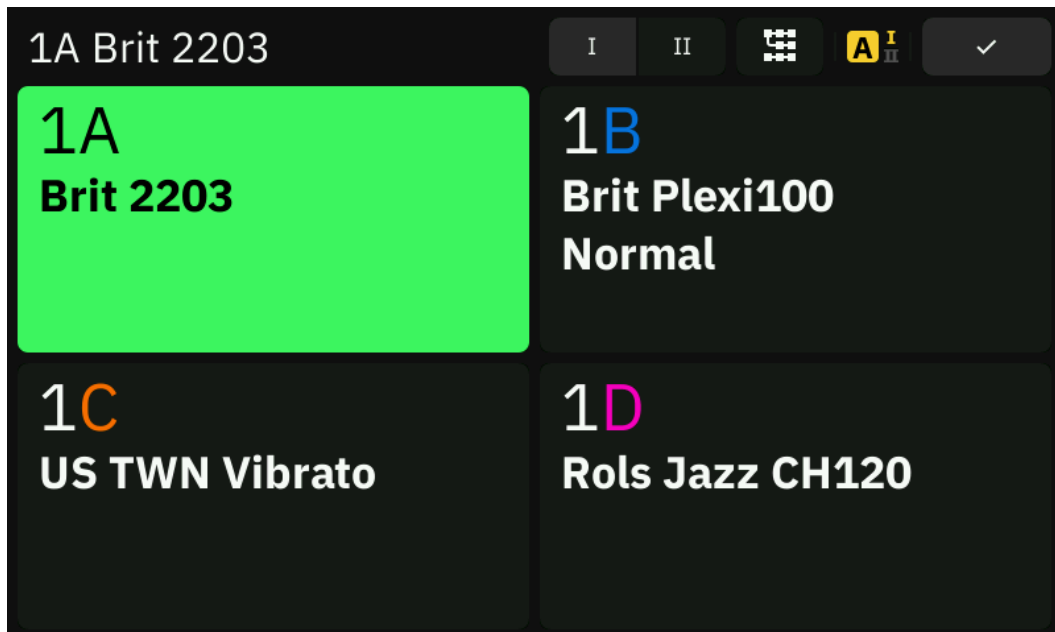 1A Brit 2203
I
II
A I
II
1A
Brit 2203
1B
Brit Plexi100
Normal
1C
US TWN Vibrato
1D
Rols Jazz CH120